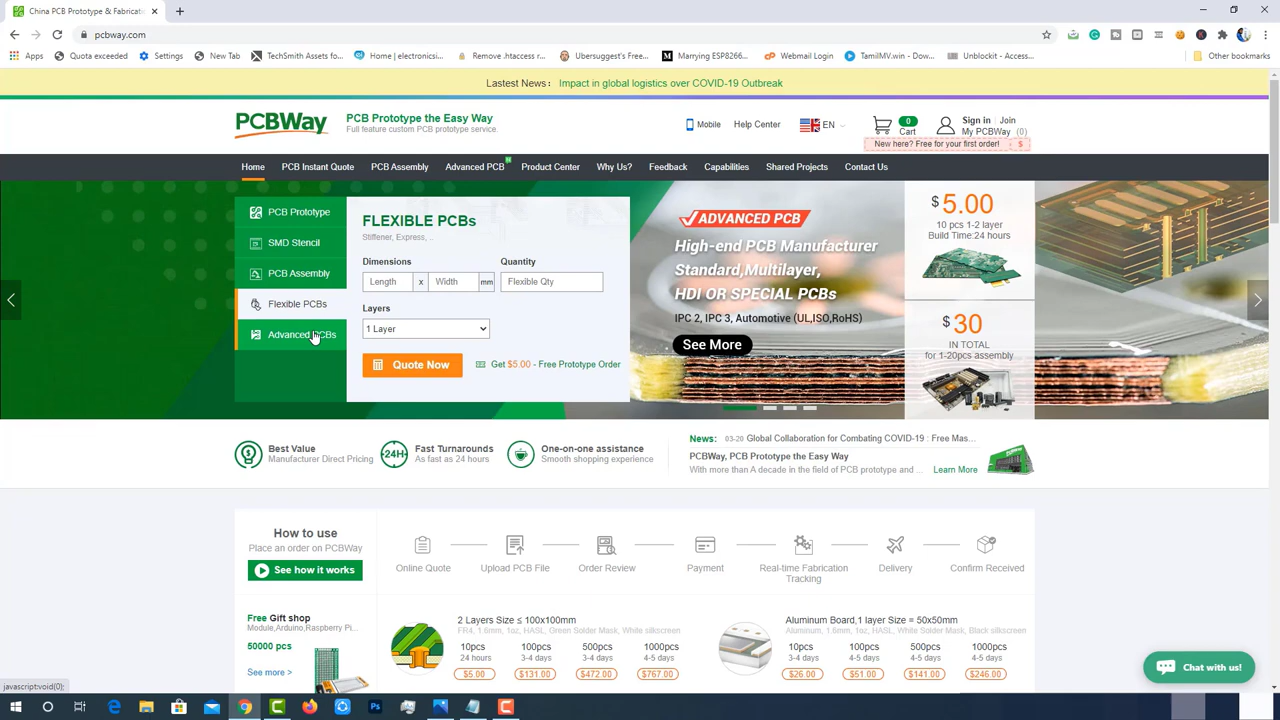 China PCB Prototype & Fabricati
pcbway.com
Apps
Quota exceeded
Settings
New Tab
TechSmith Assets fo...
Home | electronicsi...
Remove .htaccess r...
Ubersuggest's Free...
Marrying ESP8266...
Webmail Login
TamilMV.win - Dow...
Unblockit - Access...
Other bookmarks
Lastest News： Impact in global logistics over COVID-19 Outbreak
PCBWay
PCB Prototype the Easy Way
Full feature custom PCB prototype service.
Mobile
Help Center
EN
0
Cart
Sign in | Join
My PCBWay (0)
New here? Free for your first order! $
Home
PCB Instant Quote
PCB Assembly
Advanced PCB
Product Center
Why Us?
Feedback
Capabilities
Shared Projects
Contact Us
PCB Prototype
SMD Stencil
PCB Assembly
Flexible PCBs
Advanced PCBs
FLEXIBLE PCBs
Stiffener, Express, ..
Dimensions
Quantity
Length x Width mm
Flexible Qty
Layers
1 Layer
Quote Now
Get $5.00 - Free Prototype Order
ADVANCED PCB
High-end PCB Manufacturer
Standard,Multilayer,
HDI OR SPECIAL PCBs
IPC 2, IPC 3, Automotive (UL,ISO,RoHS)
See More
$ 5.00
10 pcs 1-2 layer
Build Time:24 hours
$ 30
IN TOTAL
for 1-20pcs assembly
Best Value
Manufacturer Direct Pricing
24H
Fast Turnarounds
As fast as 24 hours
One-on-one assistance
Smooth shopping experience
News: 03-20 Global Collaboration for Combating COVID-19 : Free Mas...
PCBWay, PCB Prototype the Easy Way
With more than A decade in the field of PCB prototype and ... Learn More
How to use
Place an order on PCBWay
See how it works
Online Quote
Upload PCB File
Order Review
Payment
Real-time Fabrication
Tracking
Delivery
Confirm Received
Free Gift shop
Module,Arduino,Raspberry Pi...
50000 pcs
See more >
2 Layers Size ≤ 100x100mm
FR4, 1.6mm, 1oz, HASL, Green Solder Mask, White silkscreen
10pcs 100pcs 500pcs 1000pcs
24 hours 3-4 days 3-4 days 4-5 days
$5.00 $131.00 $472.00 $767.00
Aluminum Board,1 layer Size = 50x50mm
Aluminum, 1.6mm, 1oz, HASL, White Solder Mask, Black silkscreen
10pcs 100pcs 500pcs 1000pcs
3-4 days 4-5 days 4-5 days 4-5 days
$26.00 $51.00 $141.00 $246.00
Chat with us!
javascript:void(0);